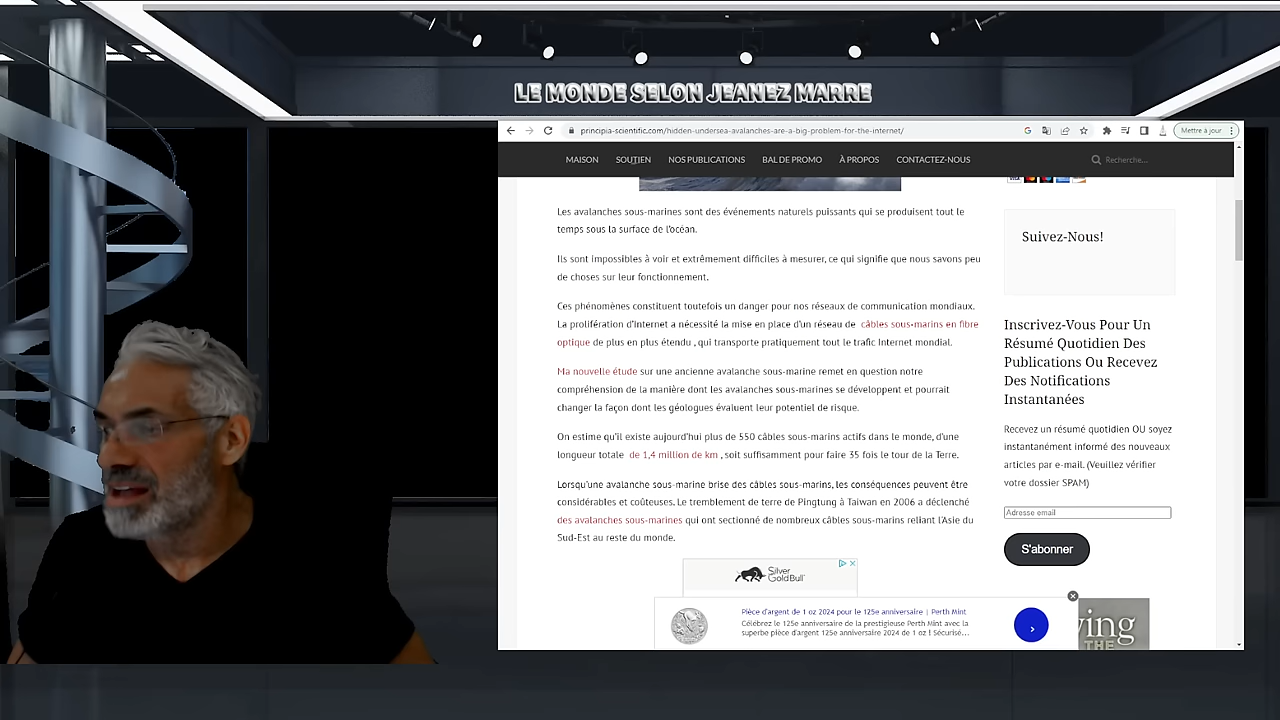 LE MONDE SELON JEANEZ MARRE
principia-scientific.com/hidden-undersea-avalanches-are-a-big-problem-for-the-internet/
Mettre à jour
MAISON SOUTIEN NOS PUBLICATIONS BAL DE PROMO À PROPOS CONTACTEZ-NOUS
Recherche...
Les avalanches sous-marines sont des événements naturels puissants qui se produisent tout le
temps sous la surface de l'océan.
Ils sont impossibles à voir et extrêmement difficiles à mesurer, ce qui signifie que nous savons peu
de choses sur leur fonctionnement.
Ces phénomènes constituent toutefois un danger pour nos réseaux de communication mondiaux.
La prolifération d'Internet a nécessité la mise en place d'un réseau de câbles sous-marins en fibre
optique de plus en plus étendu , qui transporte pratiquement tout le trafic Internet mondial.
Ma nouvelle étude sur une ancienne avalanche sous-marine remet en question notre
compréhension de la manière dont les avalanches sous-marines se développent et pourrait
changer la façon dont les géologues évaluent leur potentiel de risque.
On estime qu'il existe aujourd'hui plus de 550 câbles sous-marins actifs dans le monde, d'une
longueur totale de 1,4 million de km , soit suffisamment pour faire 35 fois le tour de la Terre.
Lorsqu'une avalanche sous-marine brise des câbles sous-marins, les conséquences peuvent être
considérables et coûteuses. Le tremblement de terre de Pingtung à Taiwan en 2006 a déclenché
des avalanches sous-marines qui ont sectionné de nombreux câbles sous-marins reliant l'Asie du
Sud-Est au reste du monde.
Silver
Gold Bull
Pièce d'argent de 1 oz 2024 pour le 125e anniversaire | Perth Mint
Célébrez le 125e anniversaire de la prestigieuse Perth Mint avec la
superbe pièce d'argent 125e anniversaire 2024 de 1 oz ! Sécurisé...
VISA
Suivez-Nous!
Inscrivez-Vous Pour Un
Résumé Quotidien Des
Publications Ou Recevez
Des Notifications
Instantanées
Recevez un résumé quotidien OU soyez
instantanément informé des nouveaux
articles par e-mail. (Veuillez vérifier
votre dossier SPAM)
Adresse email
S'abonner
ying
THE